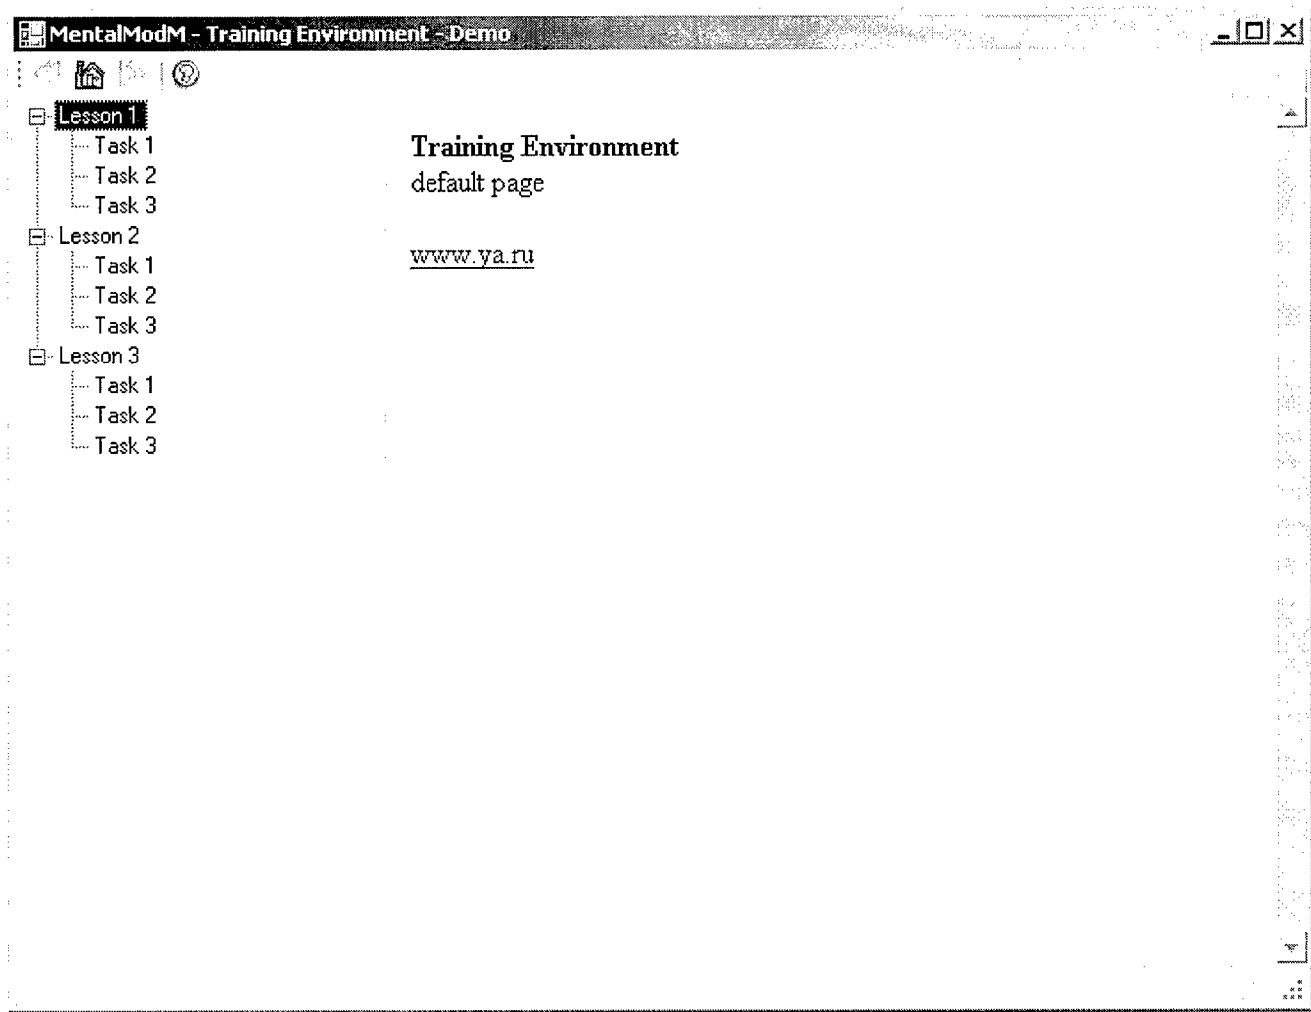 MentalModM - Training Environment - Demo
Lesson 1
Task 1
Task 2
Task 3
Lesson 2
Task 1
Task 2
Task 3
Lesson 3
Task 1
Task 2
Task 3
Training Environment
default page
www.ya.ru